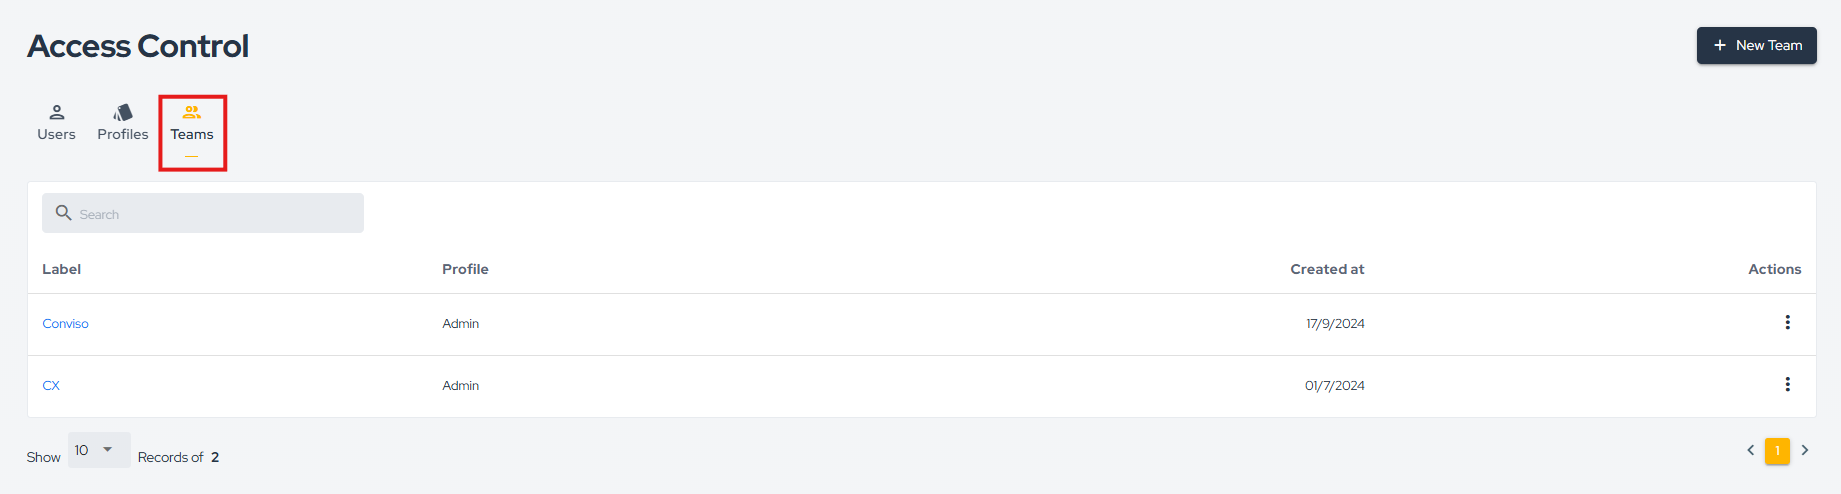 Access Control
New Team
Users Profiles Teams
Search
Label Profile Created at Actions
Conviso Admin 17/9/2024
CX Admin 01/7/2024
Show 10 Records of 2
1